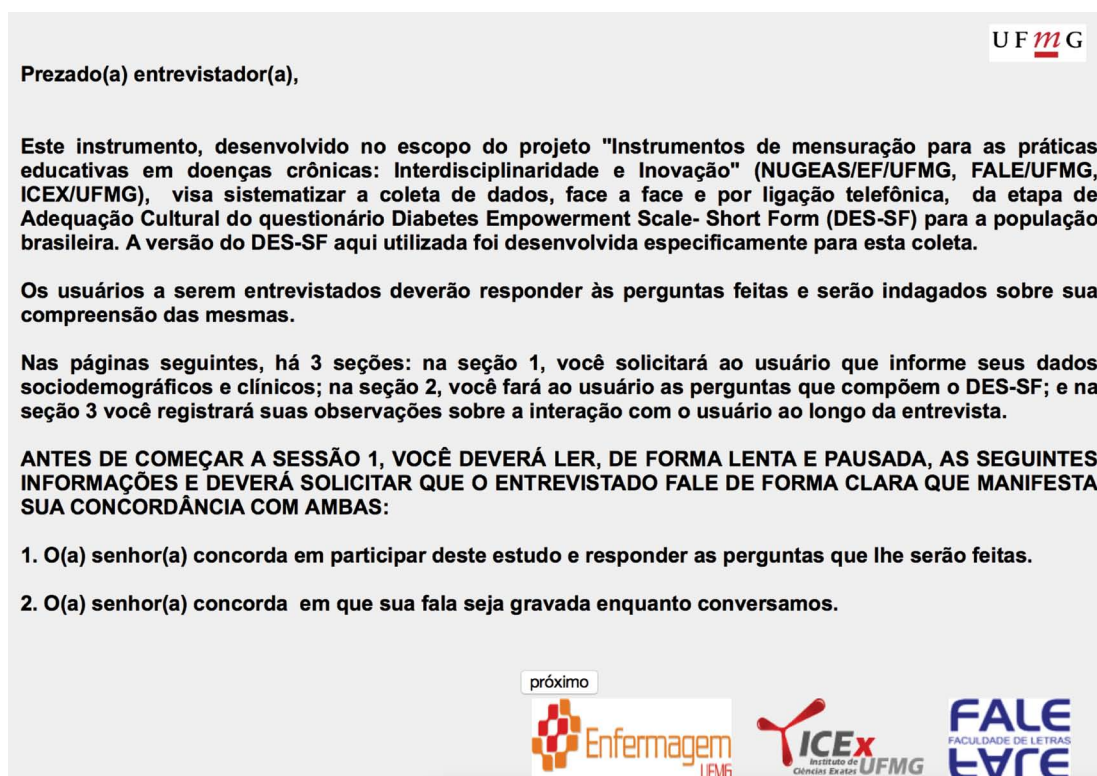 UFmG
Prezado(a) entrevistador(a),
Este instrumento, desenvolvido no escopo do projeto "Instrumentos de mensuração para as práticas
educativas em doenças crônicas: Interdisciplinaridade e Inovação" (NUGEAS/EF/UFMG, FALE/UFMG,
ICEX/UFMG), visa sistematizar a coleta de dados, face a face e por ligação telefônica, da etapa de
Adequação Cultural do questionário Diabetes Empowerment Scale- Short Form (DES-SF) para a população
brasileira. A versão do DES-SF aqui utilizada foi desenvolvida especificamente para esta coleta.
Os usuários a serem entrevistados deverão responder às perguntas feitas e serão indagados sobre sua
compreensão das mesmas.
Nas páginas seguintes, há 3 seções: na seção 1, você solicitará ao usuário que informe seus dados
sociodemográficos e clínicos; na seção 2, você fará ao usuário as perguntas que compõem o DES-SF; e na
seção 3 você registrará suas observações sobre a interação com o usuário ao longo da entrevista.
ANTES DE COMEÇAR A SESSÃO 1, VOCÊ DEVERÁ LER, DE FORMA LENTA E PAUSADA, AS SEGUINTES
INFORMAÇÕES E DEVERÁ SOLICITAR QUE O ENTREVISTADO FALE DE FORMA CLARA QUE MANIFESTA
SUA CONCORDÂNCIA COM AMBAS:
1. O(a) senhor(a) concorda em participar deste estudo e responder as perguntas que lhe serão feitas.
2. O(a) senhor(a) concorda em que sua fala seja gravada enquanto conversamos.
próximo
Enfermagem
UFMG
ICEx
Instituto de
Ciências Exatas UFMG
FALE
FACULDADE DE LETRAS
FALE